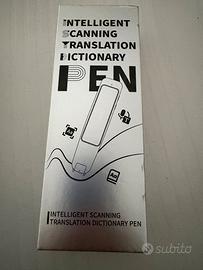 INTELLIGENT
SCANNING
TRANSLATION
DICTIONARY
PEN
INTELLIGENT SCANNING
TRANSLATION DICTIONARY PEN
subito